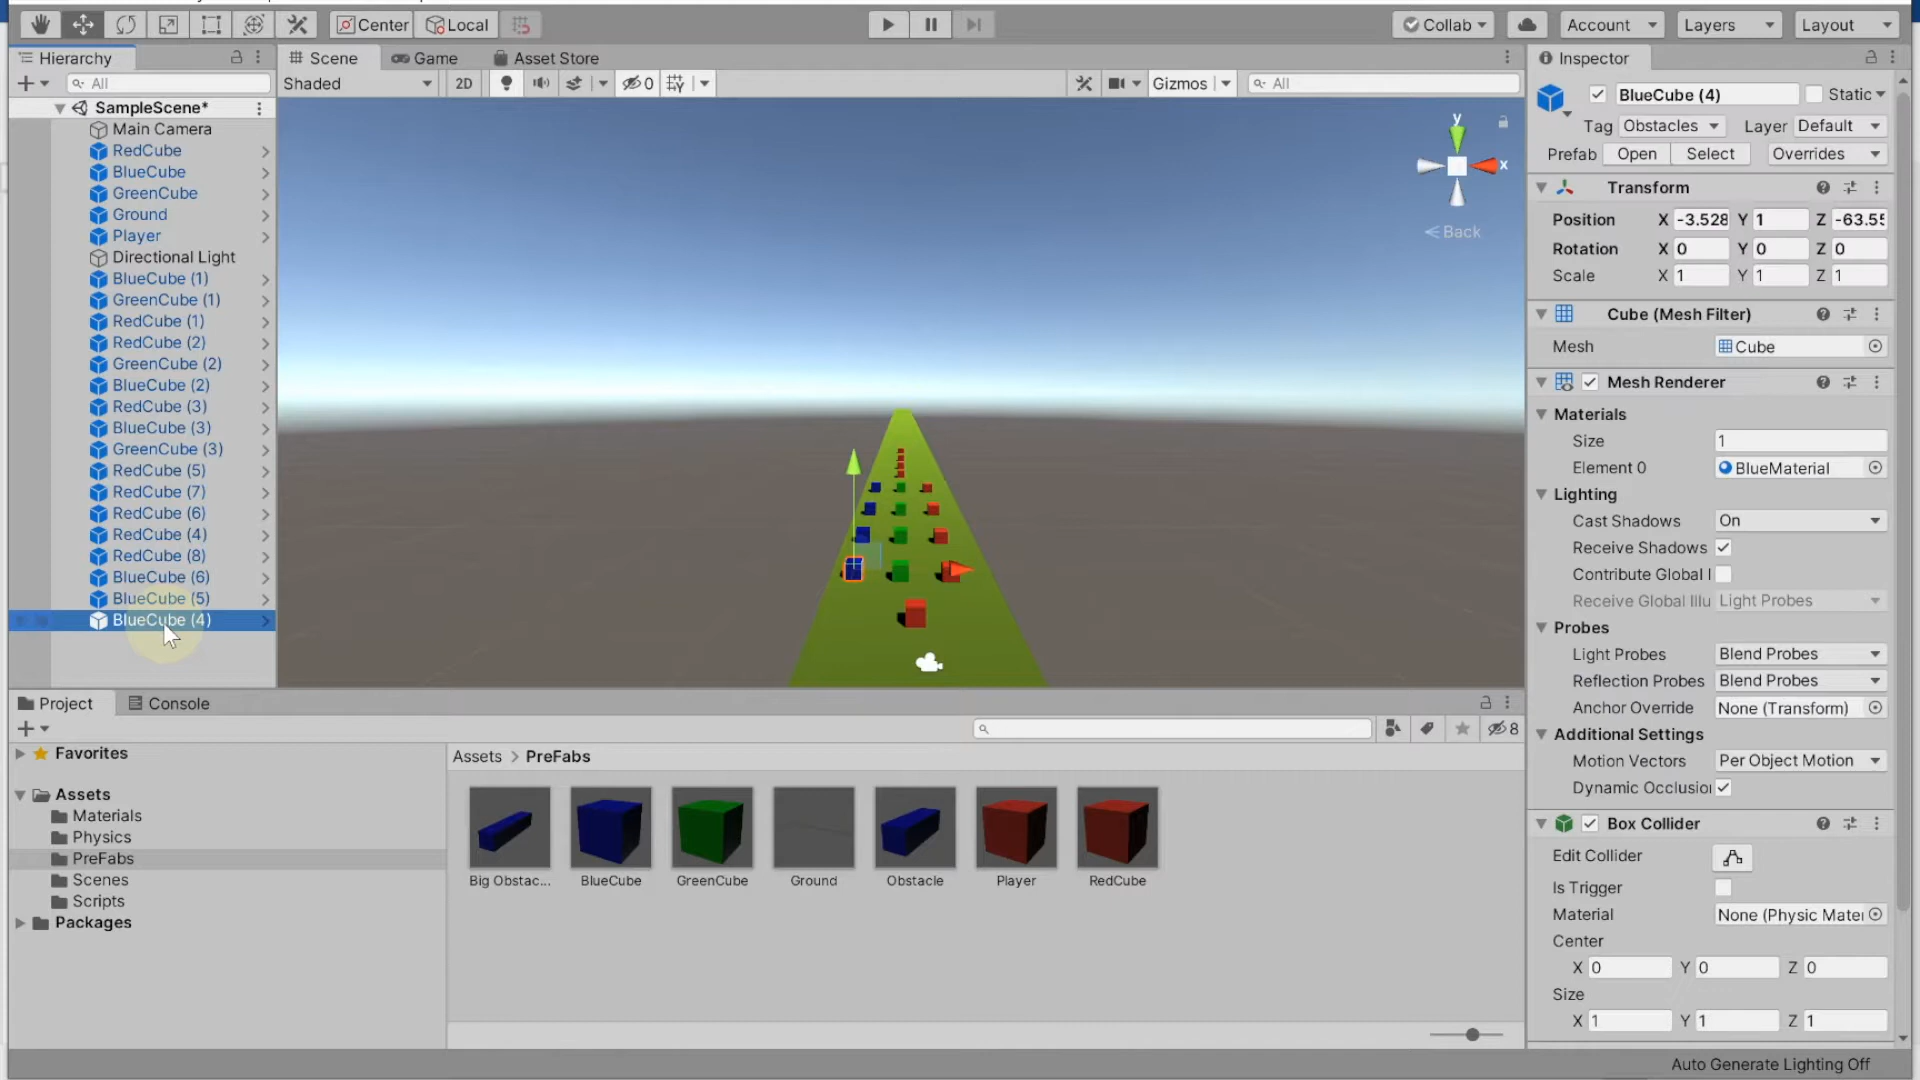 Center
Local
Collab
Account
Layers
Layout
Hierarchy
Scene
Game
Asset Store
Inspector
All
Shaded
2D
0
Gizmos
All
SampleScene*
Main Camera
RedCube
BlueCube
GreenCube
Ground
Player
Directional Light
BlueCube (1)
GreenCube (1)
RedCube (1)
RedCube (2)
GreenCube (2)
BlueCube (2)
RedCube (3)
BlueCube (3)
GreenCube (3)
RedCube (5)
RedCube (7)
RedCube (6)
RedCube (4)
RedCube (8)
BlueCube (6)
BlueCube (5)
BlueCube (4)
y
x
Back
BlueCube (4)
Static
Tag Obstacles Layer Default
Prefab Open Select Overrides
Transform
Position X -3.528 Y 1 Z -63.55
Rotation X 0 Y 0 Z 0
Scale X 1 Y 1 Z 1
Cube (Mesh Filter)
Mesh Cube
Mesh Renderer
Materials
Size 1
Element 0 BlueMaterial
Lighting
Cast Shadows On
Receive Shadows
Contribute Global I
Receive Global Illu Light Probes
Probes
Light Probes Blend Probes
Reflection Probes Blend Probes
Anchor Override None (Transform)
Additional Settings
Motion Vectors Per Object Motion
Dynamic Occlusio
Box Collider
Edit Collider
Is Trigger
Material None (Physic Mater
Center
X 0 Y 0 Z 0
Size
X 1 Y 1 Z 1
Project
Console
8
Favorites
Assets
Materials
Physics
PreFabs
Scenes
Scripts
Packages
Assets > PreFabs
Big Obstac...
BlueCube
GreenCube
Ground
Obstacle
Player
RedCube
Auto Generate Lighting Off